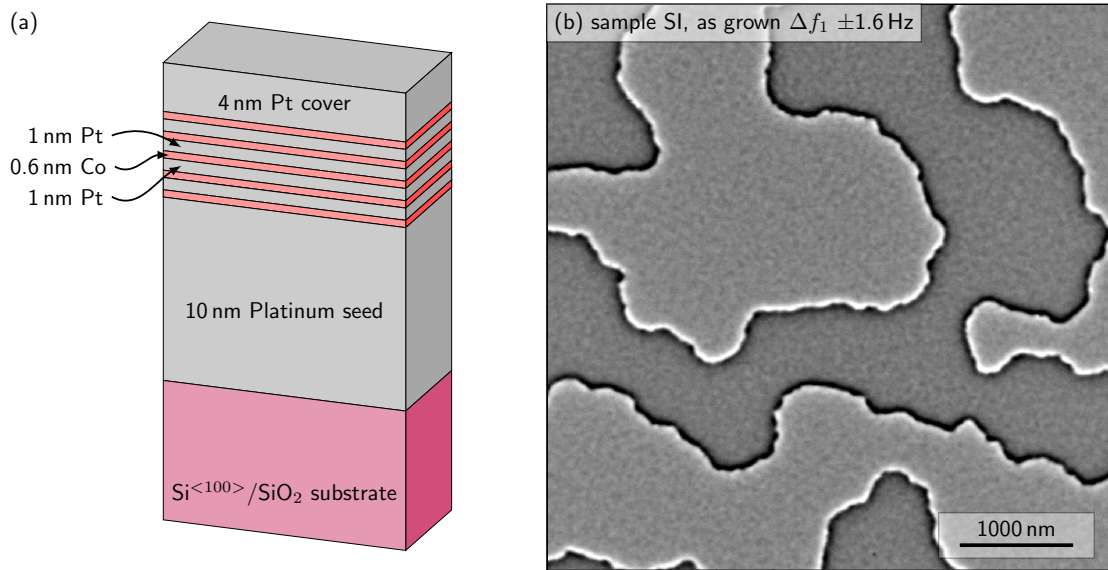 (a)
4 nm Pt cover
1 nm Pt
0.6 nm Co
1 nm Pt
10 nm Platinum seed
Si<100>/SiO₂ substrate
(b) sample SI, as grown Δf₁ ±1.6 Hz
1000 nm